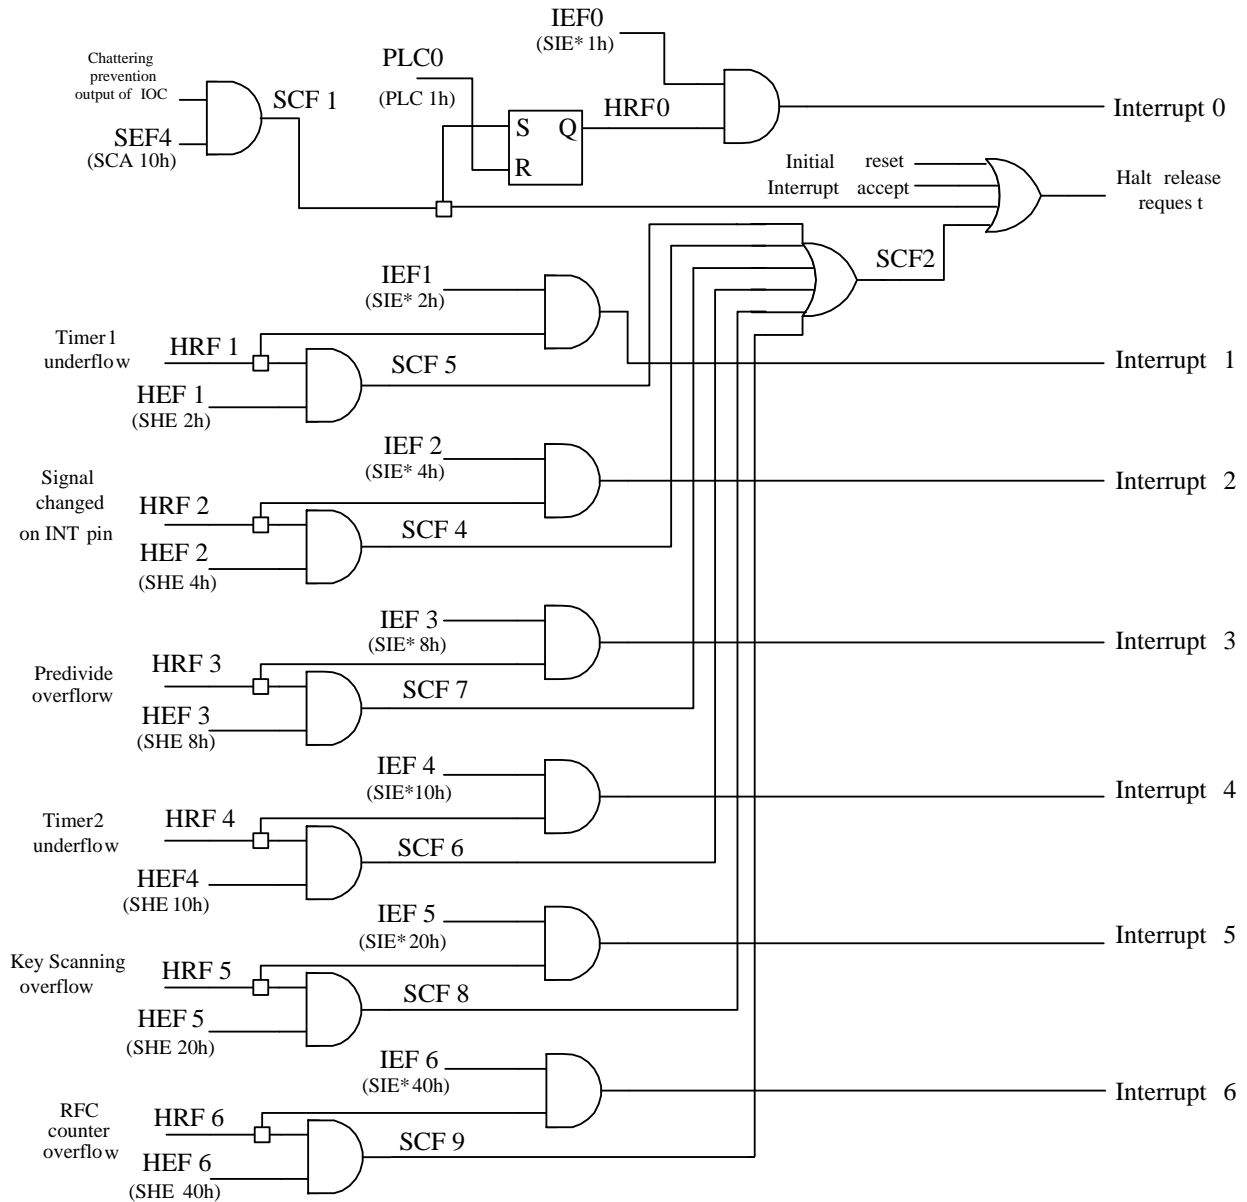 IEF0
(SIE* 1h)
Chattering
prevention
output of IOC
PLC0
(PLC 1h)
SCF 1
HRF0
SEF4
(SCA 10h)
S Q
R
Interrupt 0
Initial reset
Interrupt accept
Halt release
reques t
SCF2
IEF1
(SIE* 2h)
Timer1
underflow
HRF 1
SCF 5
HEF 1
(SHE 2h)
Interrupt 1
IEF 2
(SIE* 4h)
Signal
changed
on INT pin
HRF 2
SCF 4
HEF 2
(SHE 4h)
Interrupt 2
IEF 3
(SIE* 8h)
Predivide
overflorw
HRF 3
SCF 7
HEF 3
(SHE 8h)
Interrupt 3
IEF 4
(SIE*10h)
Timer2
underflow
HRF 4
SCF 6
HEF4
(SHE 10h)
Interrupt 4
IEF 5
(SIE*20h)
Key Scanning
overflow
HRF 5
SCF 8
HEF 5
(SHE 20h)
Interrupt 5
IEF 6
(SIE*40h)
RFC
counter
overflow
HRF 6
SCF 9
HEF 6
(SHE 40h)
Interrupt 6